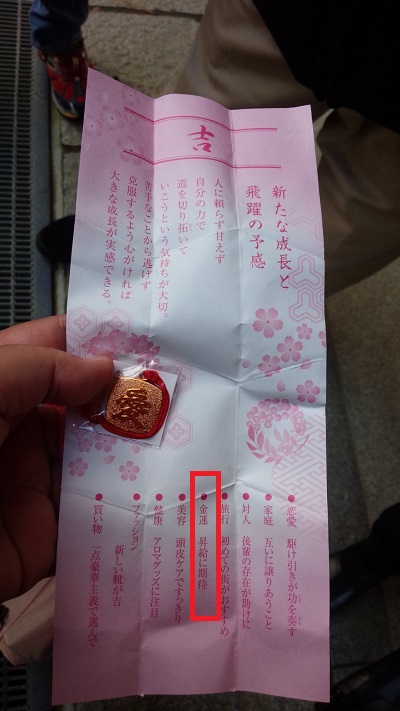 吉
新たな成長と
飛躍の予感
人に頼らず甘えず
自分の力で
道を切り拓いて
いこうという気持ちが大切。
苦手なことから逃げず
克服するよう心がければ
大きな成長が実感できる。
●恋愛 駆け引きが功を奏す
●家庭 互いに譲りあうこと
●対人 後輩の存在が助けに
●旅行 初めての街がおすすめ
●金運 昇給に期待
●美容 頭皮ケアですっきり
●健康 アロマグッズに注目
●ファッション 新しい靴が吉
●買い物 一点豪華主義で選んで
愛